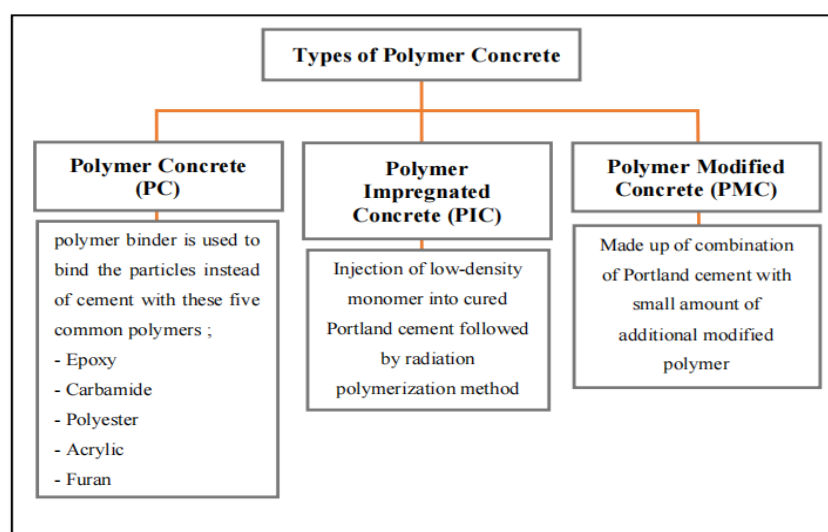 Types of Polymer Concrete
Polymer Concrete
(PC)
polymer binder is used to
bind the particles instead
of cement with these five
common polymers ;
- Epoxy
- Carbamide
- Polyester
- Acrylic
- Furan
Polymer
Impregnated
Concrete (PIC)
Injection of low-density
monomer into cured
Portland cement followed
by radiation
polymerization method
Polymer Modified
Concrete (PMC)
Made up of combination
of Portland cement with
small amount of
additional modified
polymer